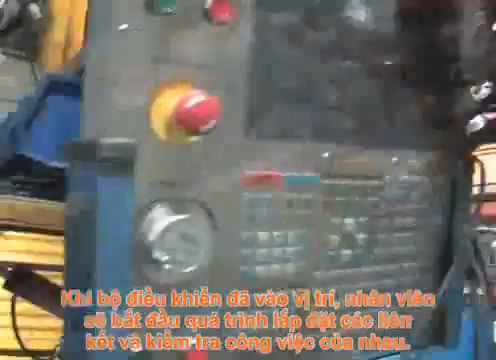 Khi bộ điều khiển đã vào vị trí, nhân viên
sẽ bắt đầu quá trình lắp đặt các liên
kết và kiểm tra công việc của nhau.